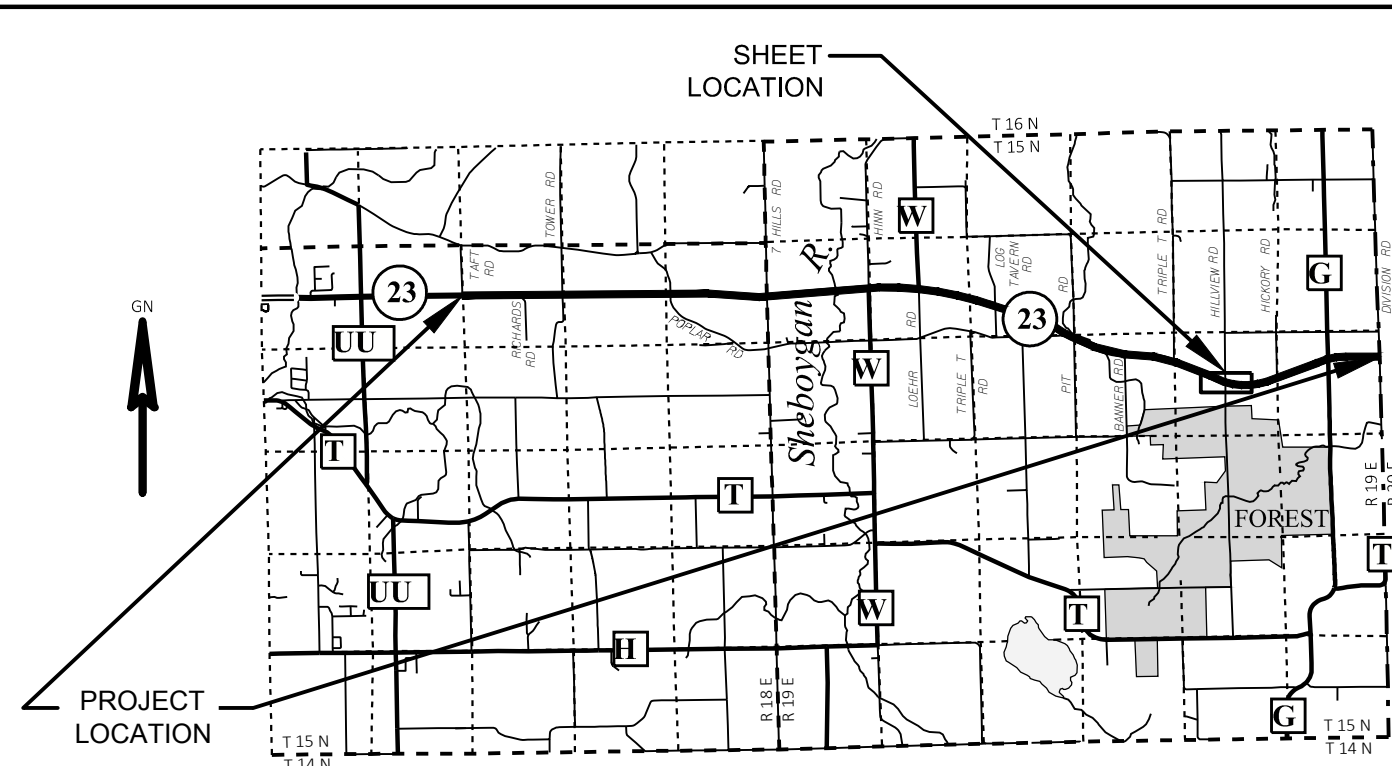 SHEET
LOCATION
T 16 N
T 15 N
GN
TAFT
RD
TOWER RD
7 HILLS RD
HINN RD
W
LOG
TAVERN
RD
TRIPLE T RD
HILLVIEW RD
HICKORY RD
G
DIVISION RD
23
UU
RICHARDS
RD
POPLAR RD
Sheboygan R.
W
LOEHR RD
TRIPLE T
RD
23
PIT RD
BANNER RD
T
T
FOREST
R 19 E
T
UU
W
T
H
PROJECT
LOCATION
R 18 E
R 19 E
G
T 15 N
T 14 N
T 15 N
T 14 N